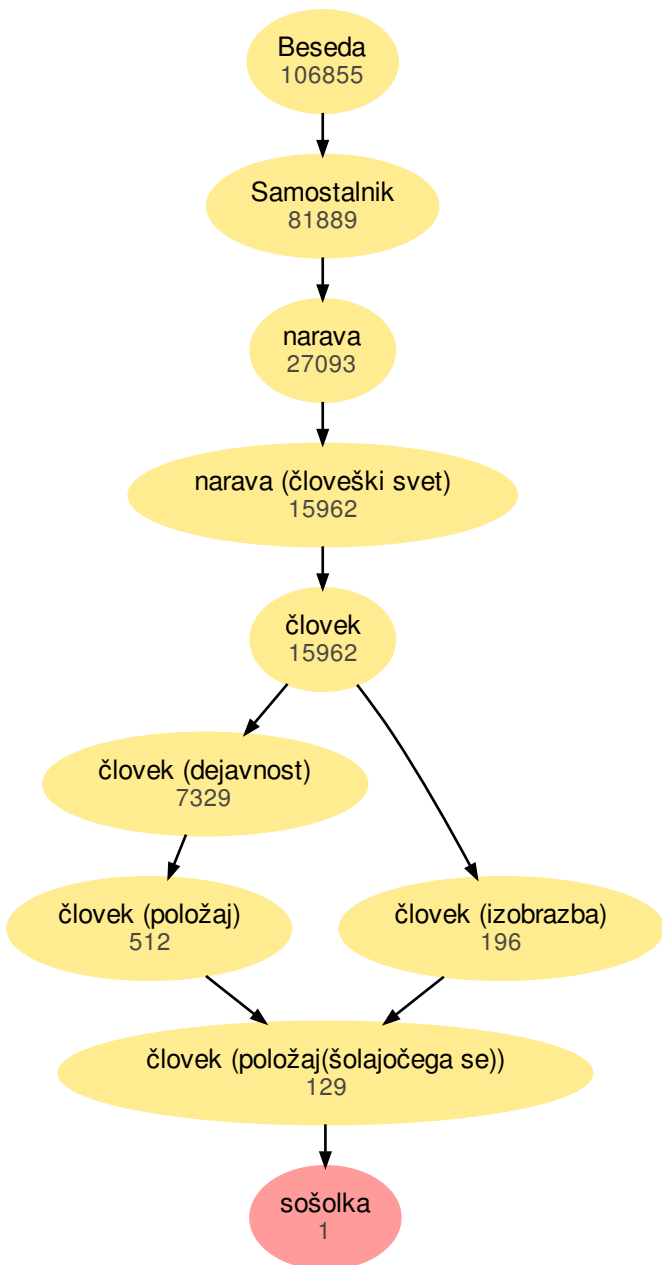 Beseda
106855
Samostalnik
81889
narava
27093
narava (človeški svet)
15962
človek
15962
človek (dejavnost)
7329
človek (položaj)
512
človek (izobrazba)
196
človek (položaj(šolajočega se))
129
sošolka
1